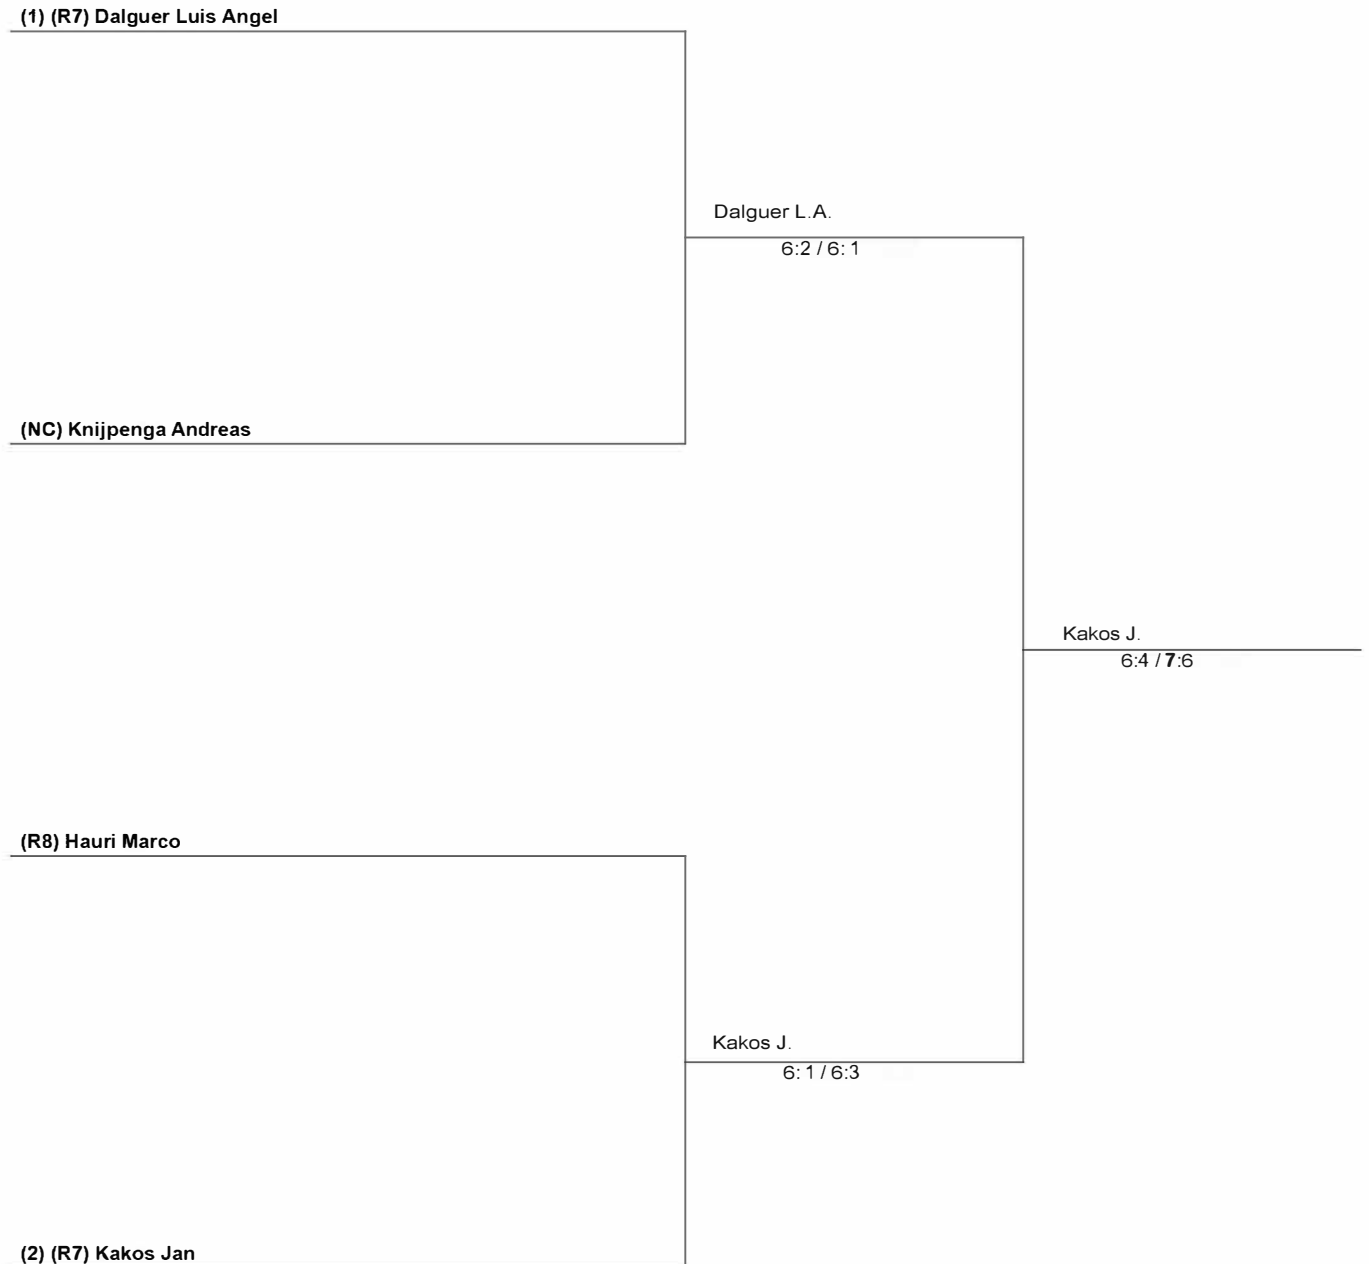 (1) (R7) Dalguer Luis Angel
Dalguer L.A.
6:2 / 6: 1
(NC) Knijpenga Andreas
Kakos J.
6:4 / 7:6
(R8) Hauri Marco
Kakos J.
6: 1 / 6:3
(2) (R7) Kakos Jan